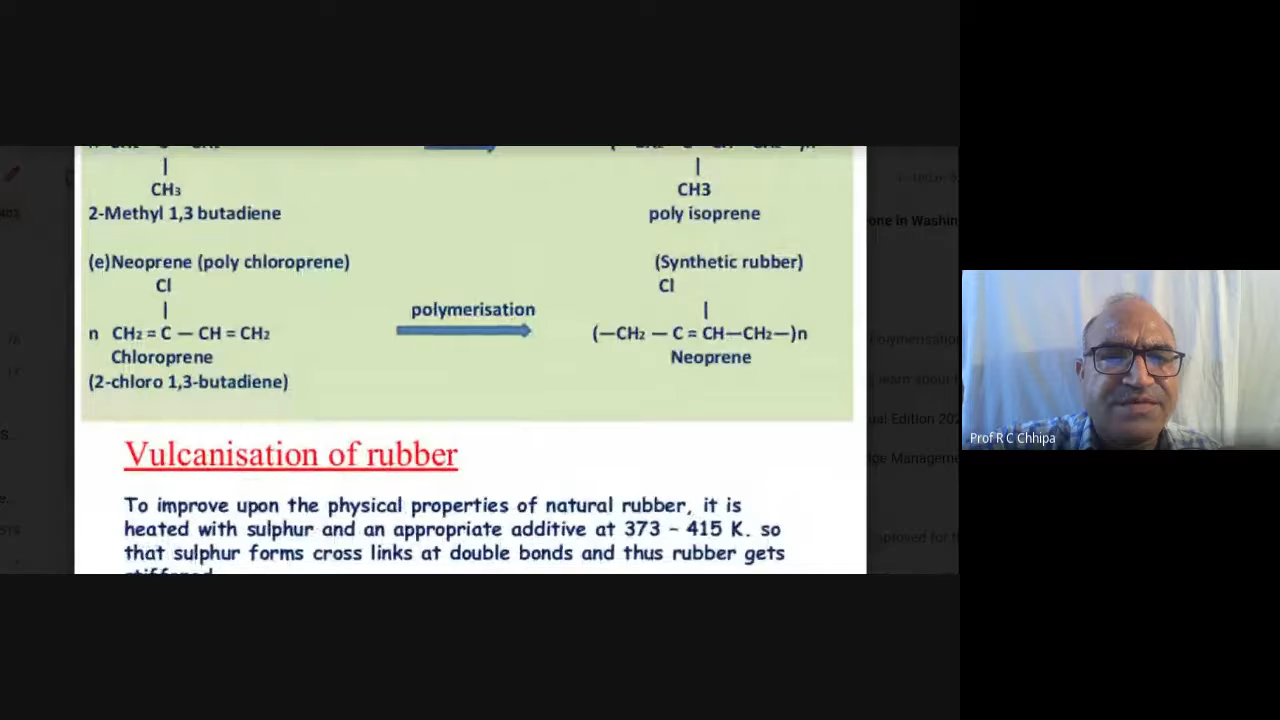 CH3 CH3
2-Methyl 1,3 butadiene poly isoprene
(e)Neoprene (poly chloroprene) (Synthetic rubber)
Cl Cl
polymerisation
n CH2 = C — CH = CH2 (—CH2 — C = CH—CH2—)n
Chloroprene Neoprene
(2-chloro 1,3-butadiene)
Vulcanisation of rubber
To improve upon the physical properties of natural rubber, it is
heated with sulphur and an appropriate additive at 373 – 415 K. so
that sulphur forms cross links at double bonds and thus rubber gets
one in Washin
Prof R C Chhipa